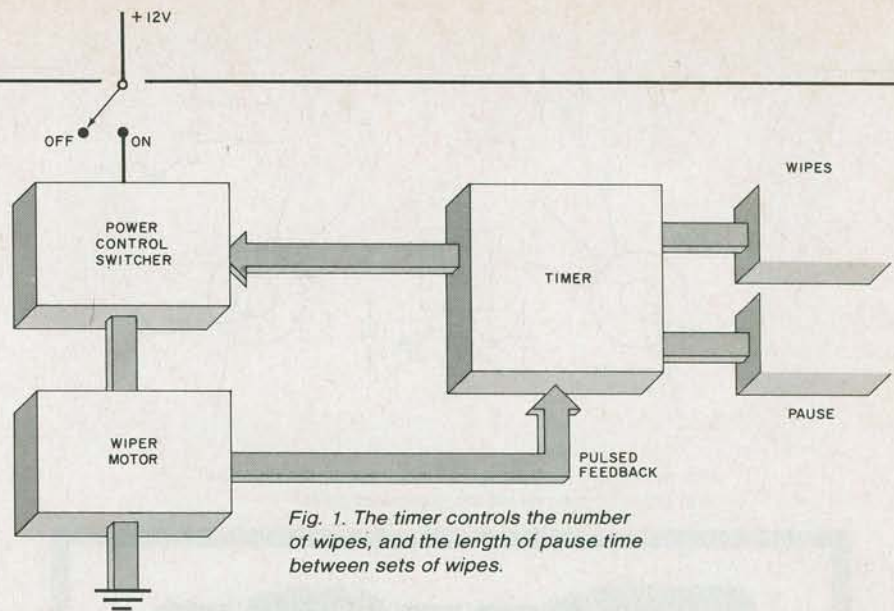 +12V
OFF
ON
POWER
CONTROL
SWITCHER
TIMER
WIPES
PAUSE
WIPER
MOTOR
PULSED
FEEDBACK
Fig. 1. The timer controls the number
of wipes, and the length of pause time
between sets of wipes.